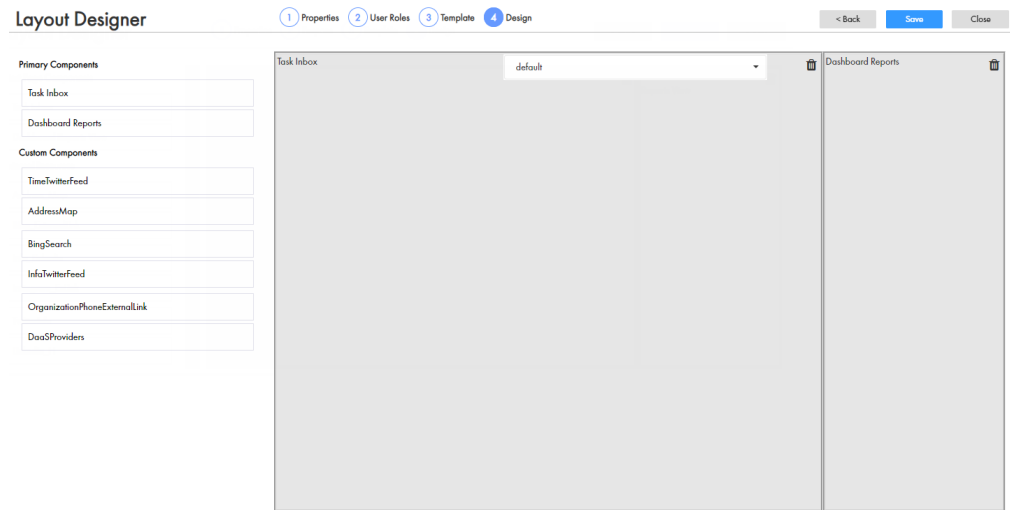 Layout Designer
1 Properties 2 User Roles 3 Template 4 Design
< Back Save Close
Primary Components
Task Inbox
Dashboard Reports
Custom Components
TimeTwitterFeed
AddressMap
BingSearch
InfaTwitterFeed
OrganizationPhoneExternalLink
DaaSProviders
Task Inbox
default
Dashboard Reports